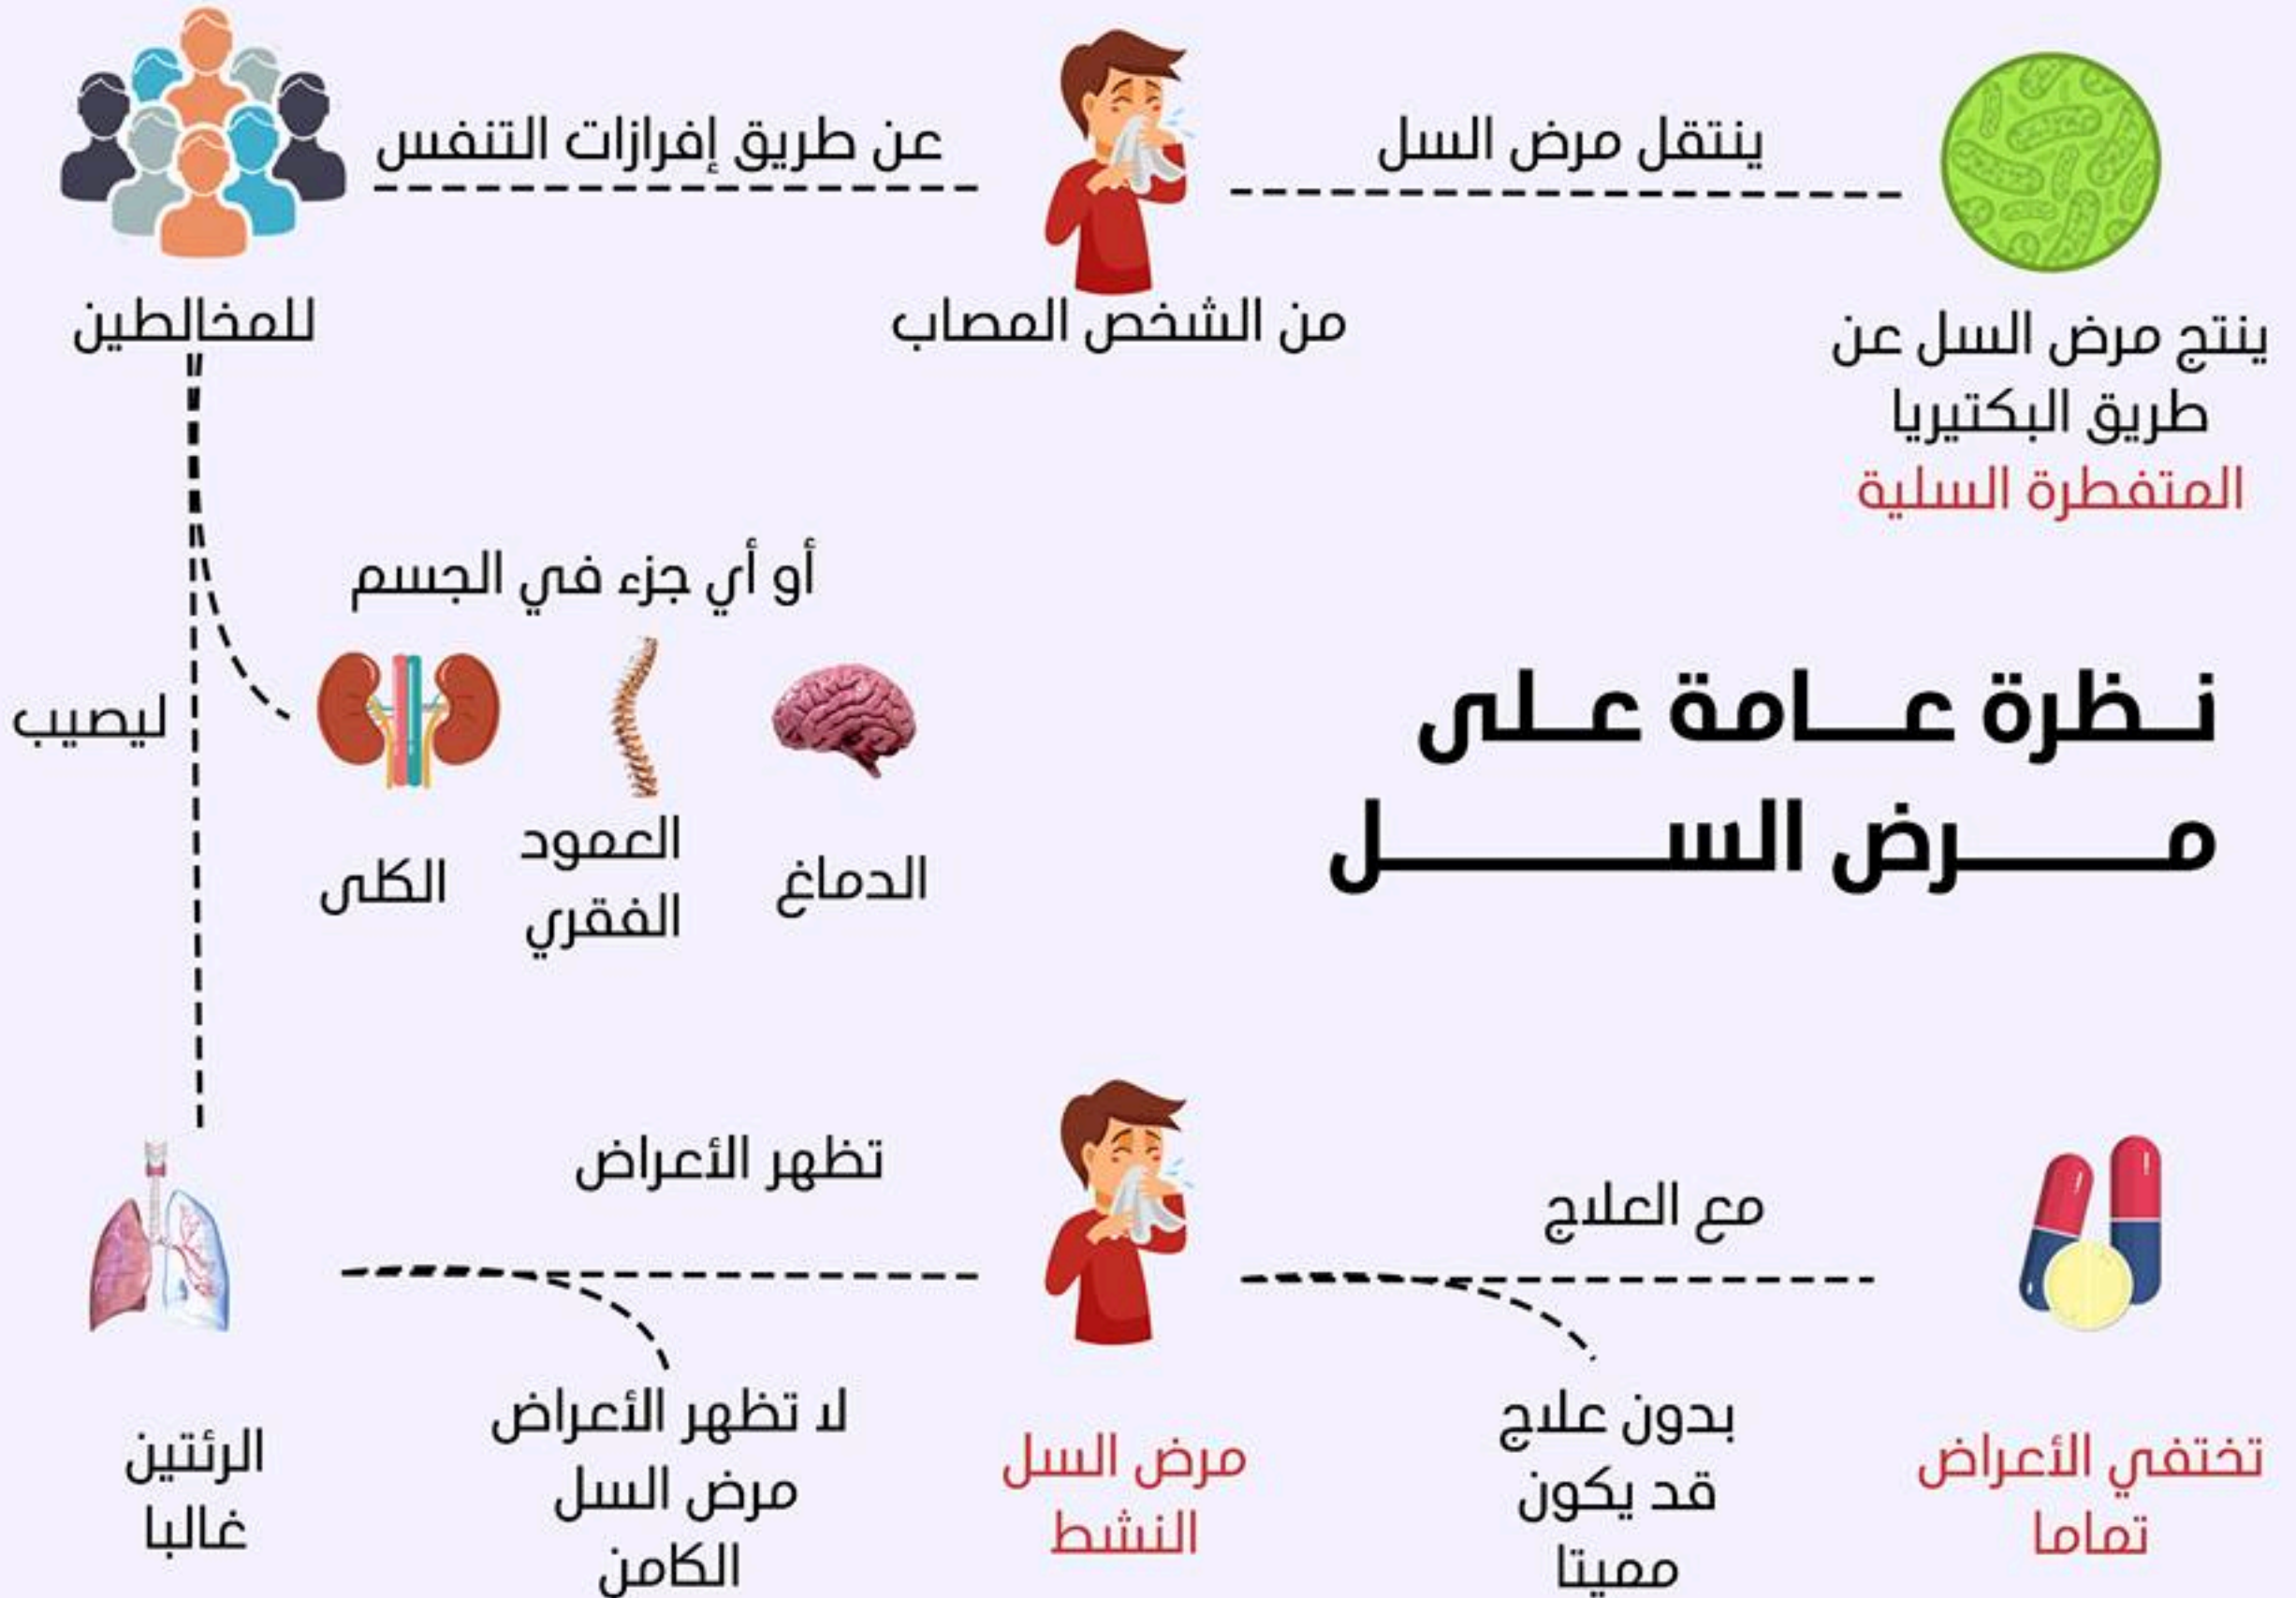 ينتج مرض السل عن
طريق البكتيريا
المتفطرة السلية
ينتقل مرض السل
من الشخص المصاب
عن طريق إفرازات التنفس
للمخالطين
ليصيب
أو أي جزء في الجسم
الدماغ
العمود
الفقري
الكلى
نظرة عامة على
مرض السل
الرئتين
غالبا
تظهر الأعراض
لا تظهر الأعراض
مرض السل
الكامن
مرض السل
النشط
مع العلاج
بدون علاج
قد يكون
مميتا
تختفي الأعراض
تماما